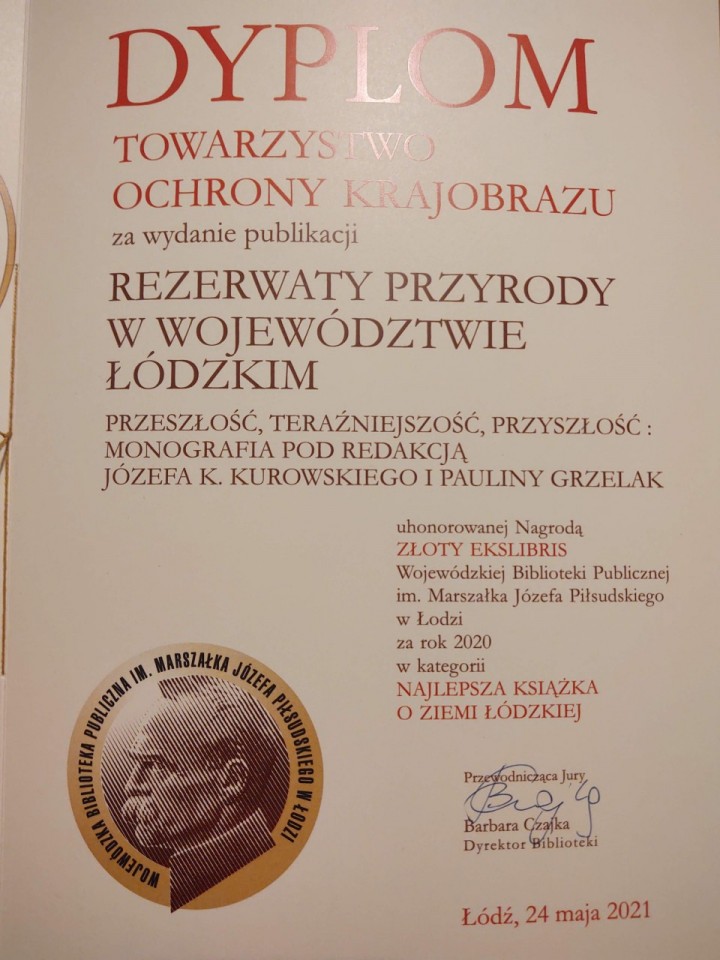 DYPLOM
TOWARZYSTWO
OCHRONY KRAJOBRAZU
za wydanie publikacji
REZERWATY PRZYRODY
W WOJEWÓDZTWIE
ŁÓDZKIM
PRZESZŁOŚĆ, TERAŹNIEJSZOŚĆ, PRZYSZŁOŚĆ :
MONOGRAFIA POD REDAKCJĄ
JÓZEFA K. KUROWSKIEGO I PAULINY GRZELAK
uhonorowanej Nagrodą
ZŁOTY EKSLIBRIS
Wojewódzkiej Biblioteki Publicznej
im. Marszałka Józefa Piłsudskiego
w Łodzi
za rok 2020
w kategorii
NAJLEPSZA KSIĄŻKA
O ZIEMI ŁÓDZKIEJ
WOJEWÓDZKA BIBLIOTEKA PUBLICZNA IM. MARSZAŁKA JÓZEFA PIŁSUDSKIEGO W ŁODZI
Przewodnicząca Jury
Barbara Czajka
Dyrektor Biblioteki
Łódź, 24 maja 2021